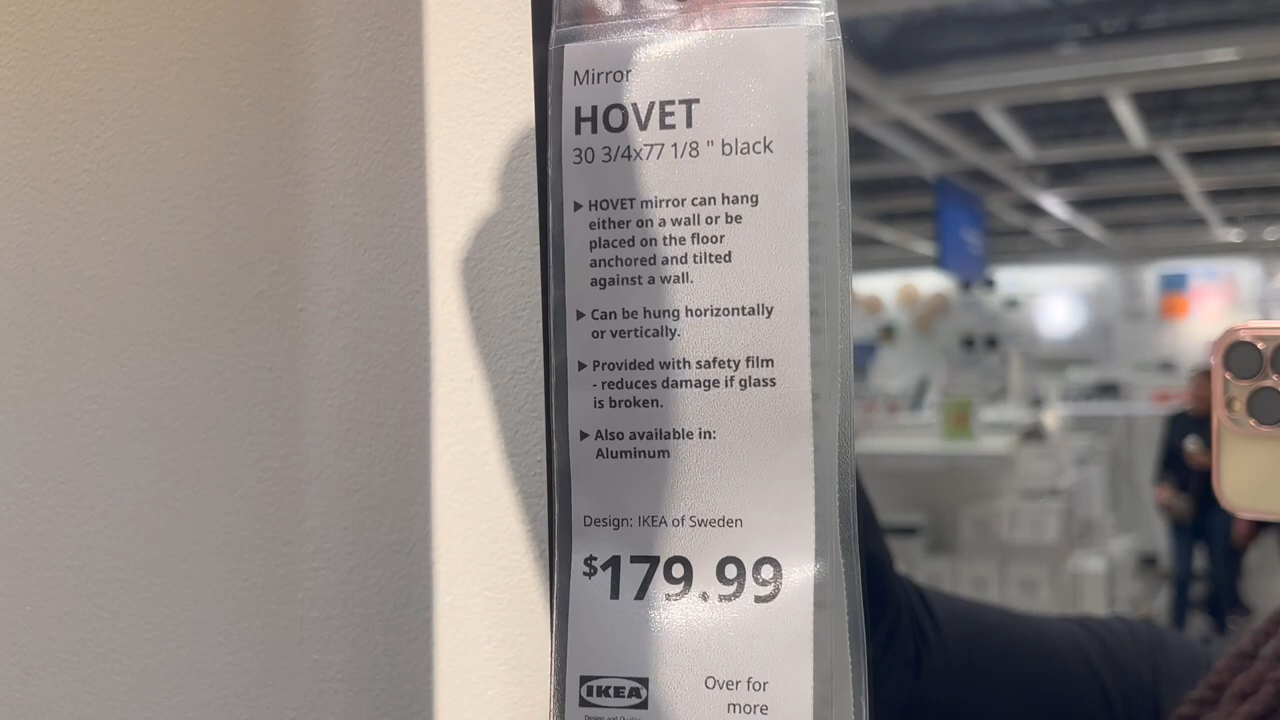 Mirror
HOVET
30 3/4x77 1/8 " black
▶ HOVET mirror can hang
either on a wall or be
placed on the floor
anchored and tilted
against a wall.
▶ Can be hung horizontally
or vertically.
▶ Provided with safety film
- reduces damage if glass
is broken.
▶ Also available in:
Aluminum
Design: IKEA of Sweden
$179.99
IKEA
Over for
more